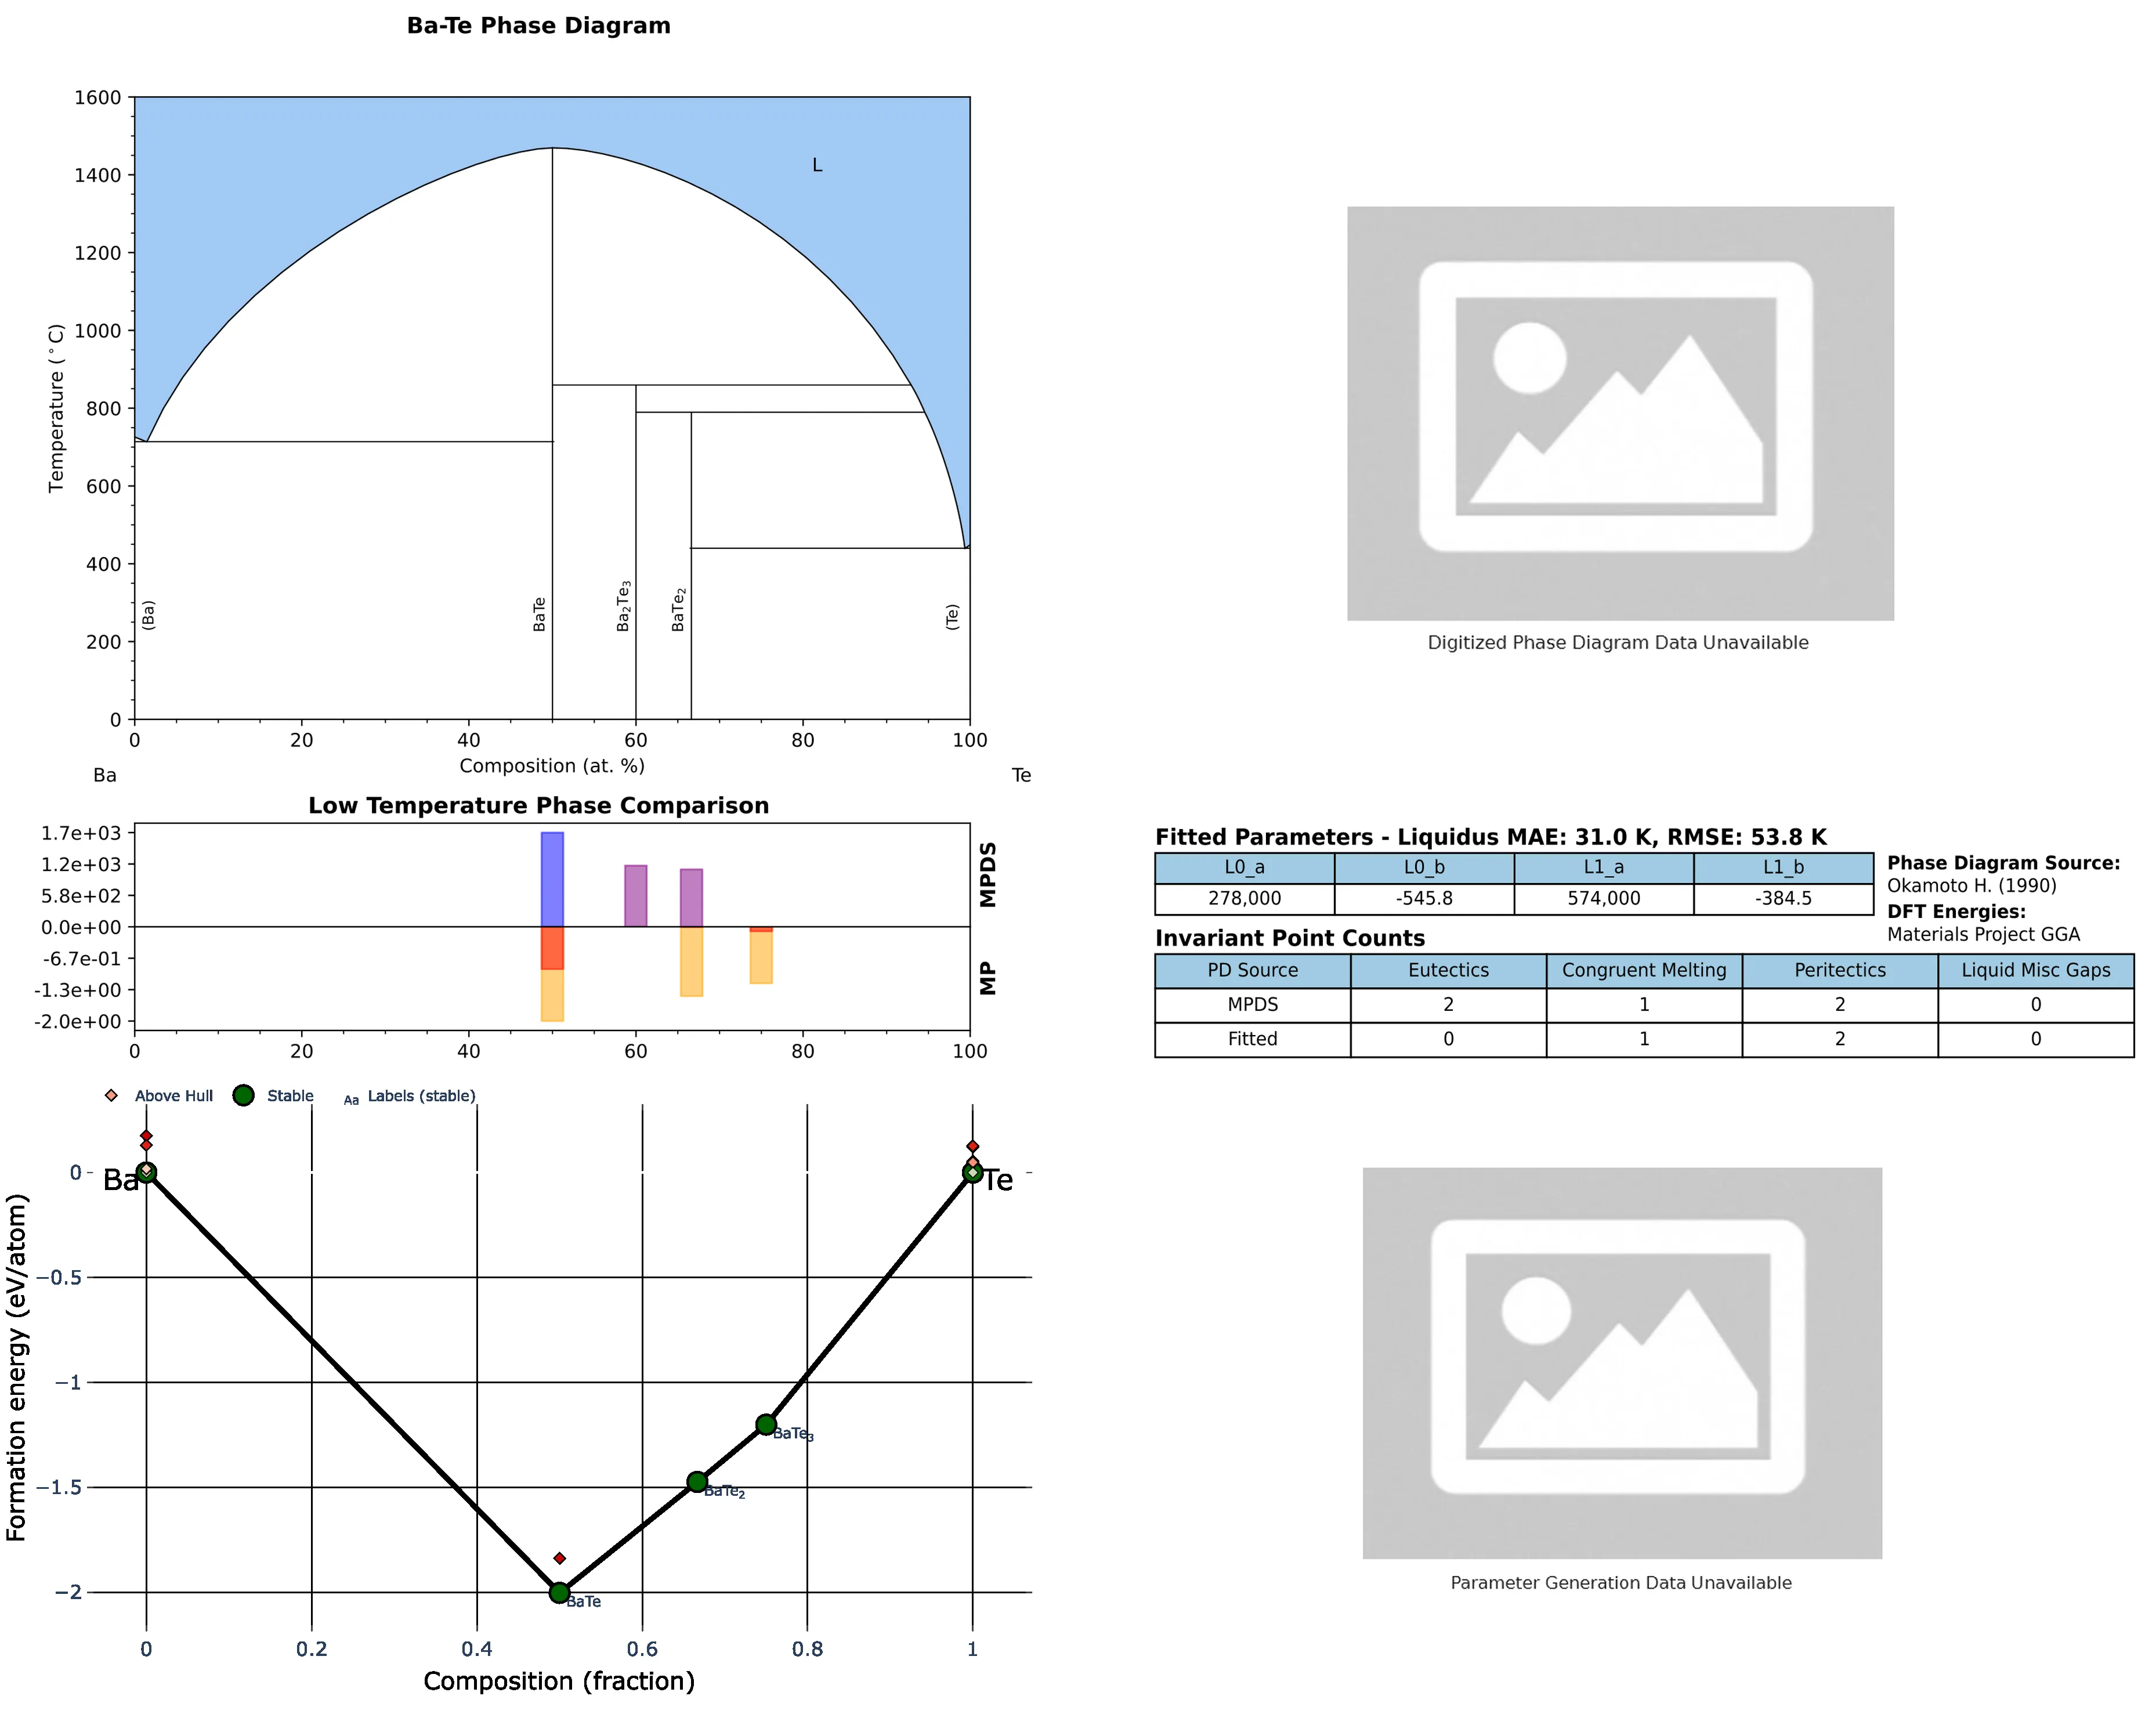 Ba-Te Phase Diagram
1600
1400
1200
1000
800
600
400
200
0
Temperature (°C)
L
(Ba)
BaTe
Ba₂Te₃
BaTe₂
(Te)
0 20 40 60 80 100
Composition (at. %)
Ba Te
Digitized Phase Diagram Data Unavailable
Low Temperature Phase Comparison
1.7e+03
1.2e+03
5.8e+02
0.0e+00
-6.7e-01
-1.3e+00
-2.0e+00
MPDS
MP
0 20 40 60 80 100
Fitted Parameters - Liquidus MAE: 31.0 K, RMSE: 53.8 K
L0_a L0_b L1_a L1_b
278,000 -545.8 574,000 -384.5
Phase Diagram Source:
Okamoto H. (1990)
DFT Energies:
Materials Project GGA
Invariant Point Counts
PD Source Eutectics Congruent Melting Peritectics Liquid Misc Gaps
MPDS 2 1 2 0
Fitted 0 1 2 0
Above Hull Stable Aa Labels (stable)
0
−0.5
−1
−1.5
−2
Formation energy (eV/atom)
Ba
Te
BaTe₃
BaTe₂
BaTe
0 0.2 0.4 0.6 0.8 1
Composition (fraction)
Parameter Generation Data Unavailable